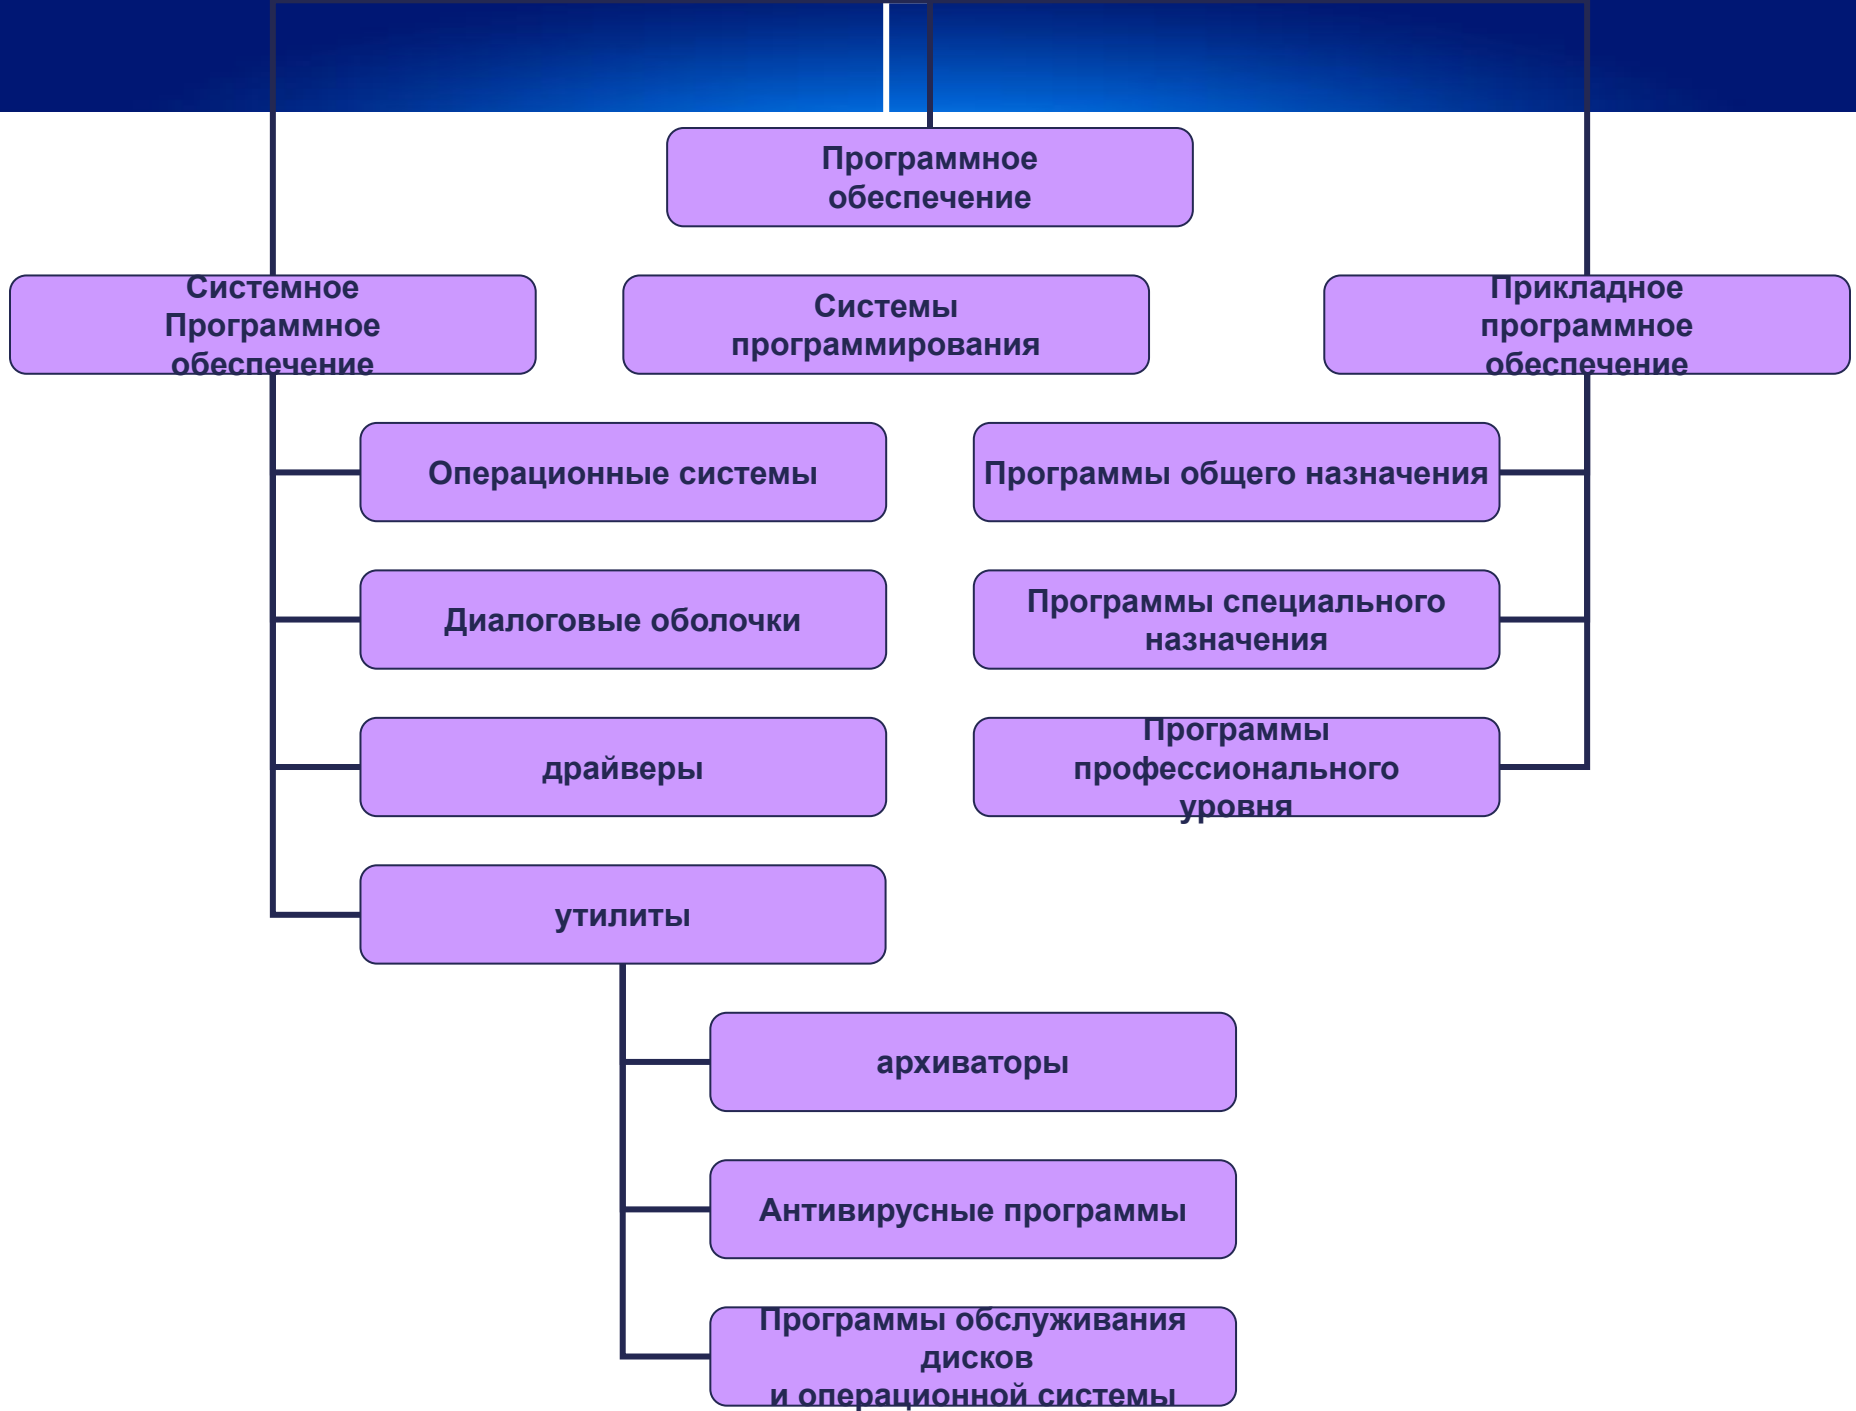 Программное
обеспечение
Системное
Программное
обеспечение
Системы
программирования
Прикладное
программное
обеспечение
Операционные системы
Программы общего назначения
Диалоговые оболочки
Программы специального
назначения
драйверы
Программы
профессионального
уровня
утилиты
архиваторы
Антивирусные программы
Программы обслуживания
дисков
и операционной системы